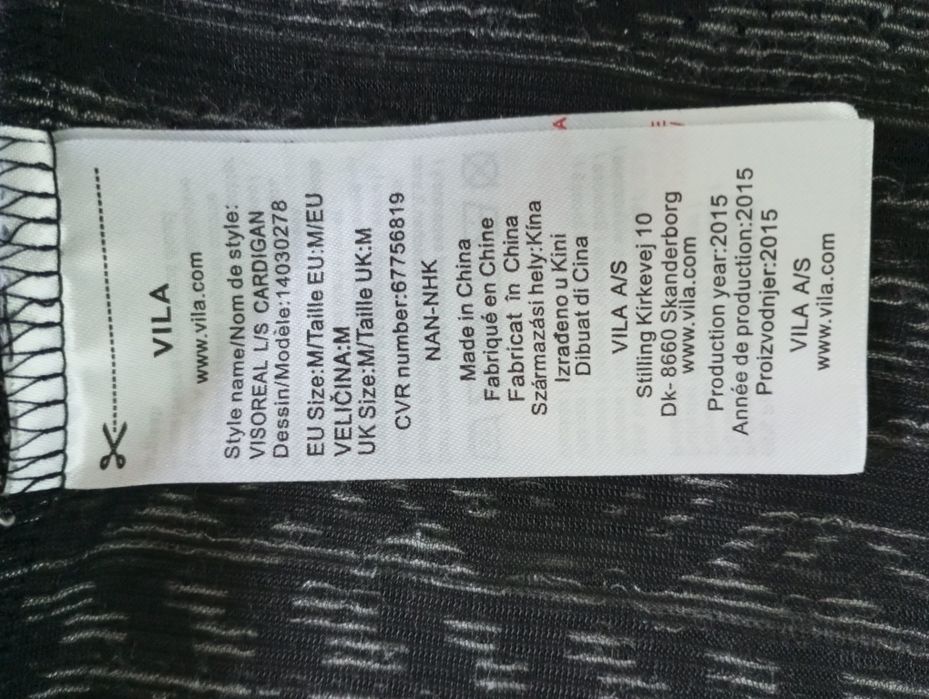 VILA
www.vila.com
Style name/Nom de style:
VISOREAL L/S CARDIGAN
Dessin/Modèle:14030278
EU Size:M/Taille EU:M/EU
VELIČINA:M
UK Size:M/Taille UK:M
CVR number:67756819
NAN-NHK
Made in China
Fabriqué en Chine
Fabricat în China
Származási hely:Kína
Izrađeno u Kini
Dibuat di Cina
VILA A/S
Stilling Kirkevej 10
Dk- 8660 Skanderborg
www.vila.com
Production year:2015
Année de production:2015
Proizvodnjer:2015
VILA A/S
www.vila.com